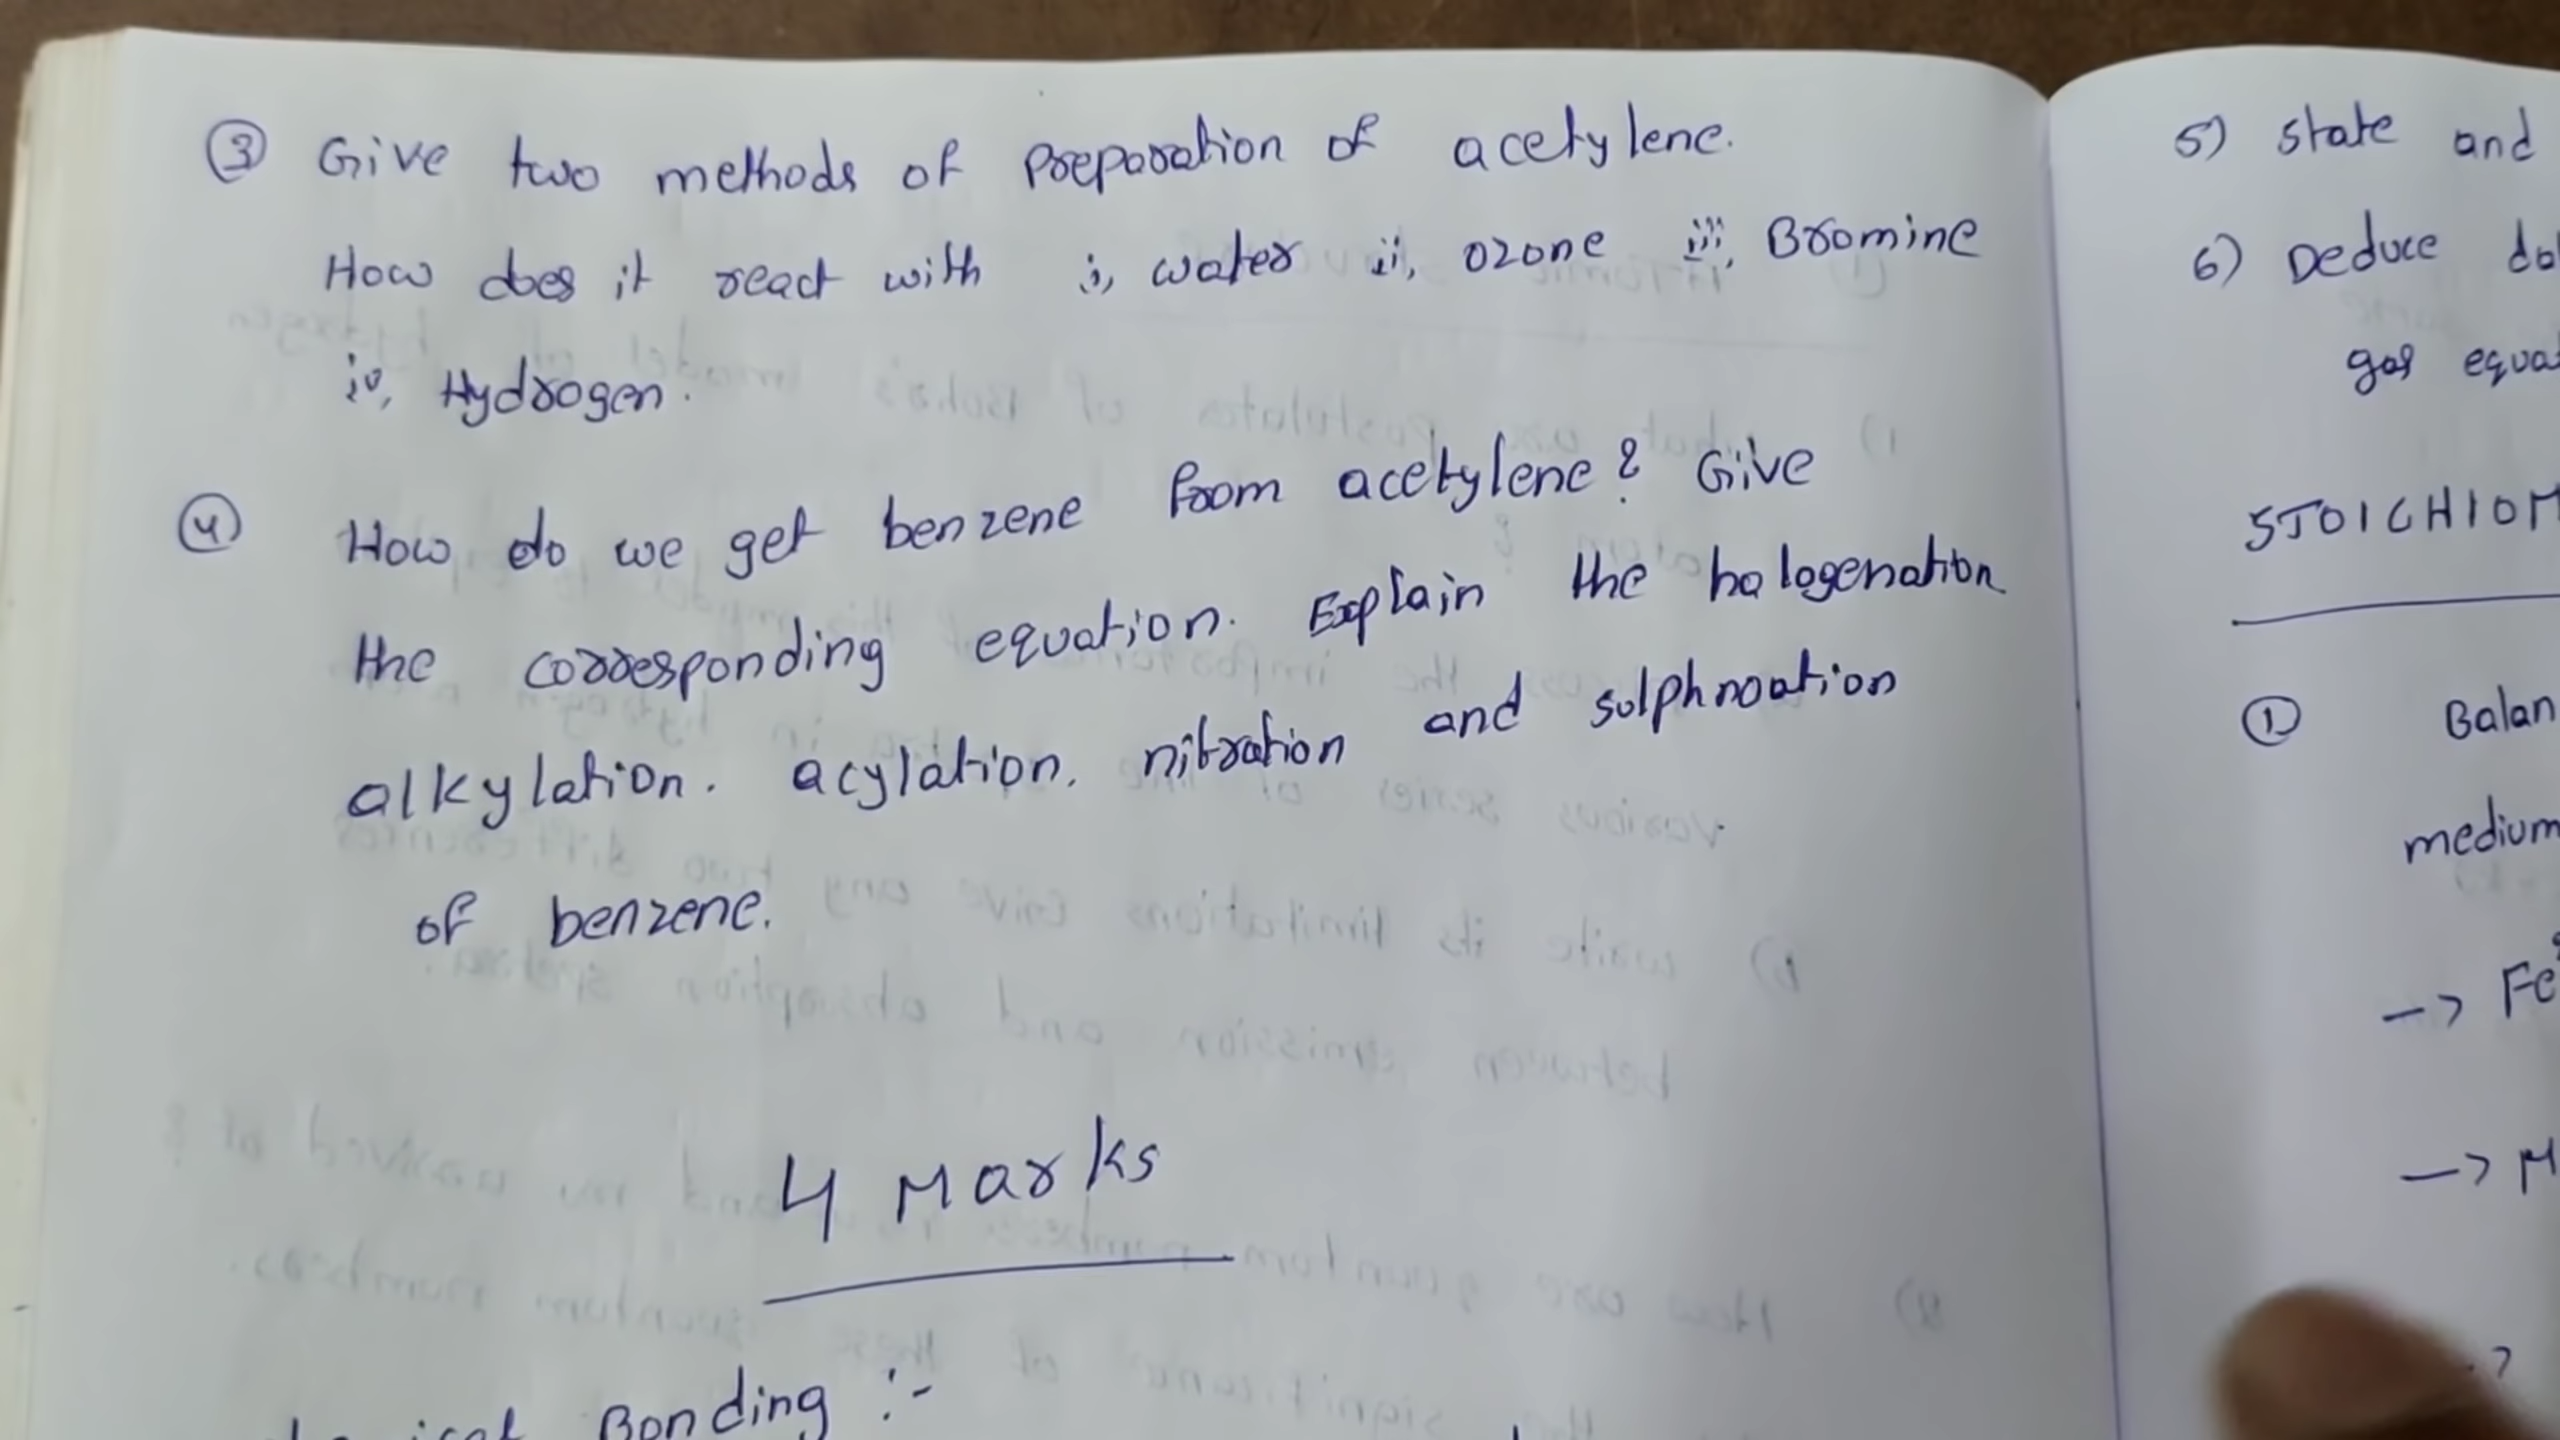 ③ Give two methods of preparation of acetylene.
How does it react with i, water ii, ozone iii, Bromine
iv, Hydrogen.
④ How do we get benzene from acetylene? Give
the corresponding equation. Explain the halogenation
alkylation. acylation, nitration and sulphnoation
of benzene.
4 Marks
Bonding :-
5) state and
6) Deduce
gas equa
STOICHIOM
① Balan
medium
-> Fe
-> M